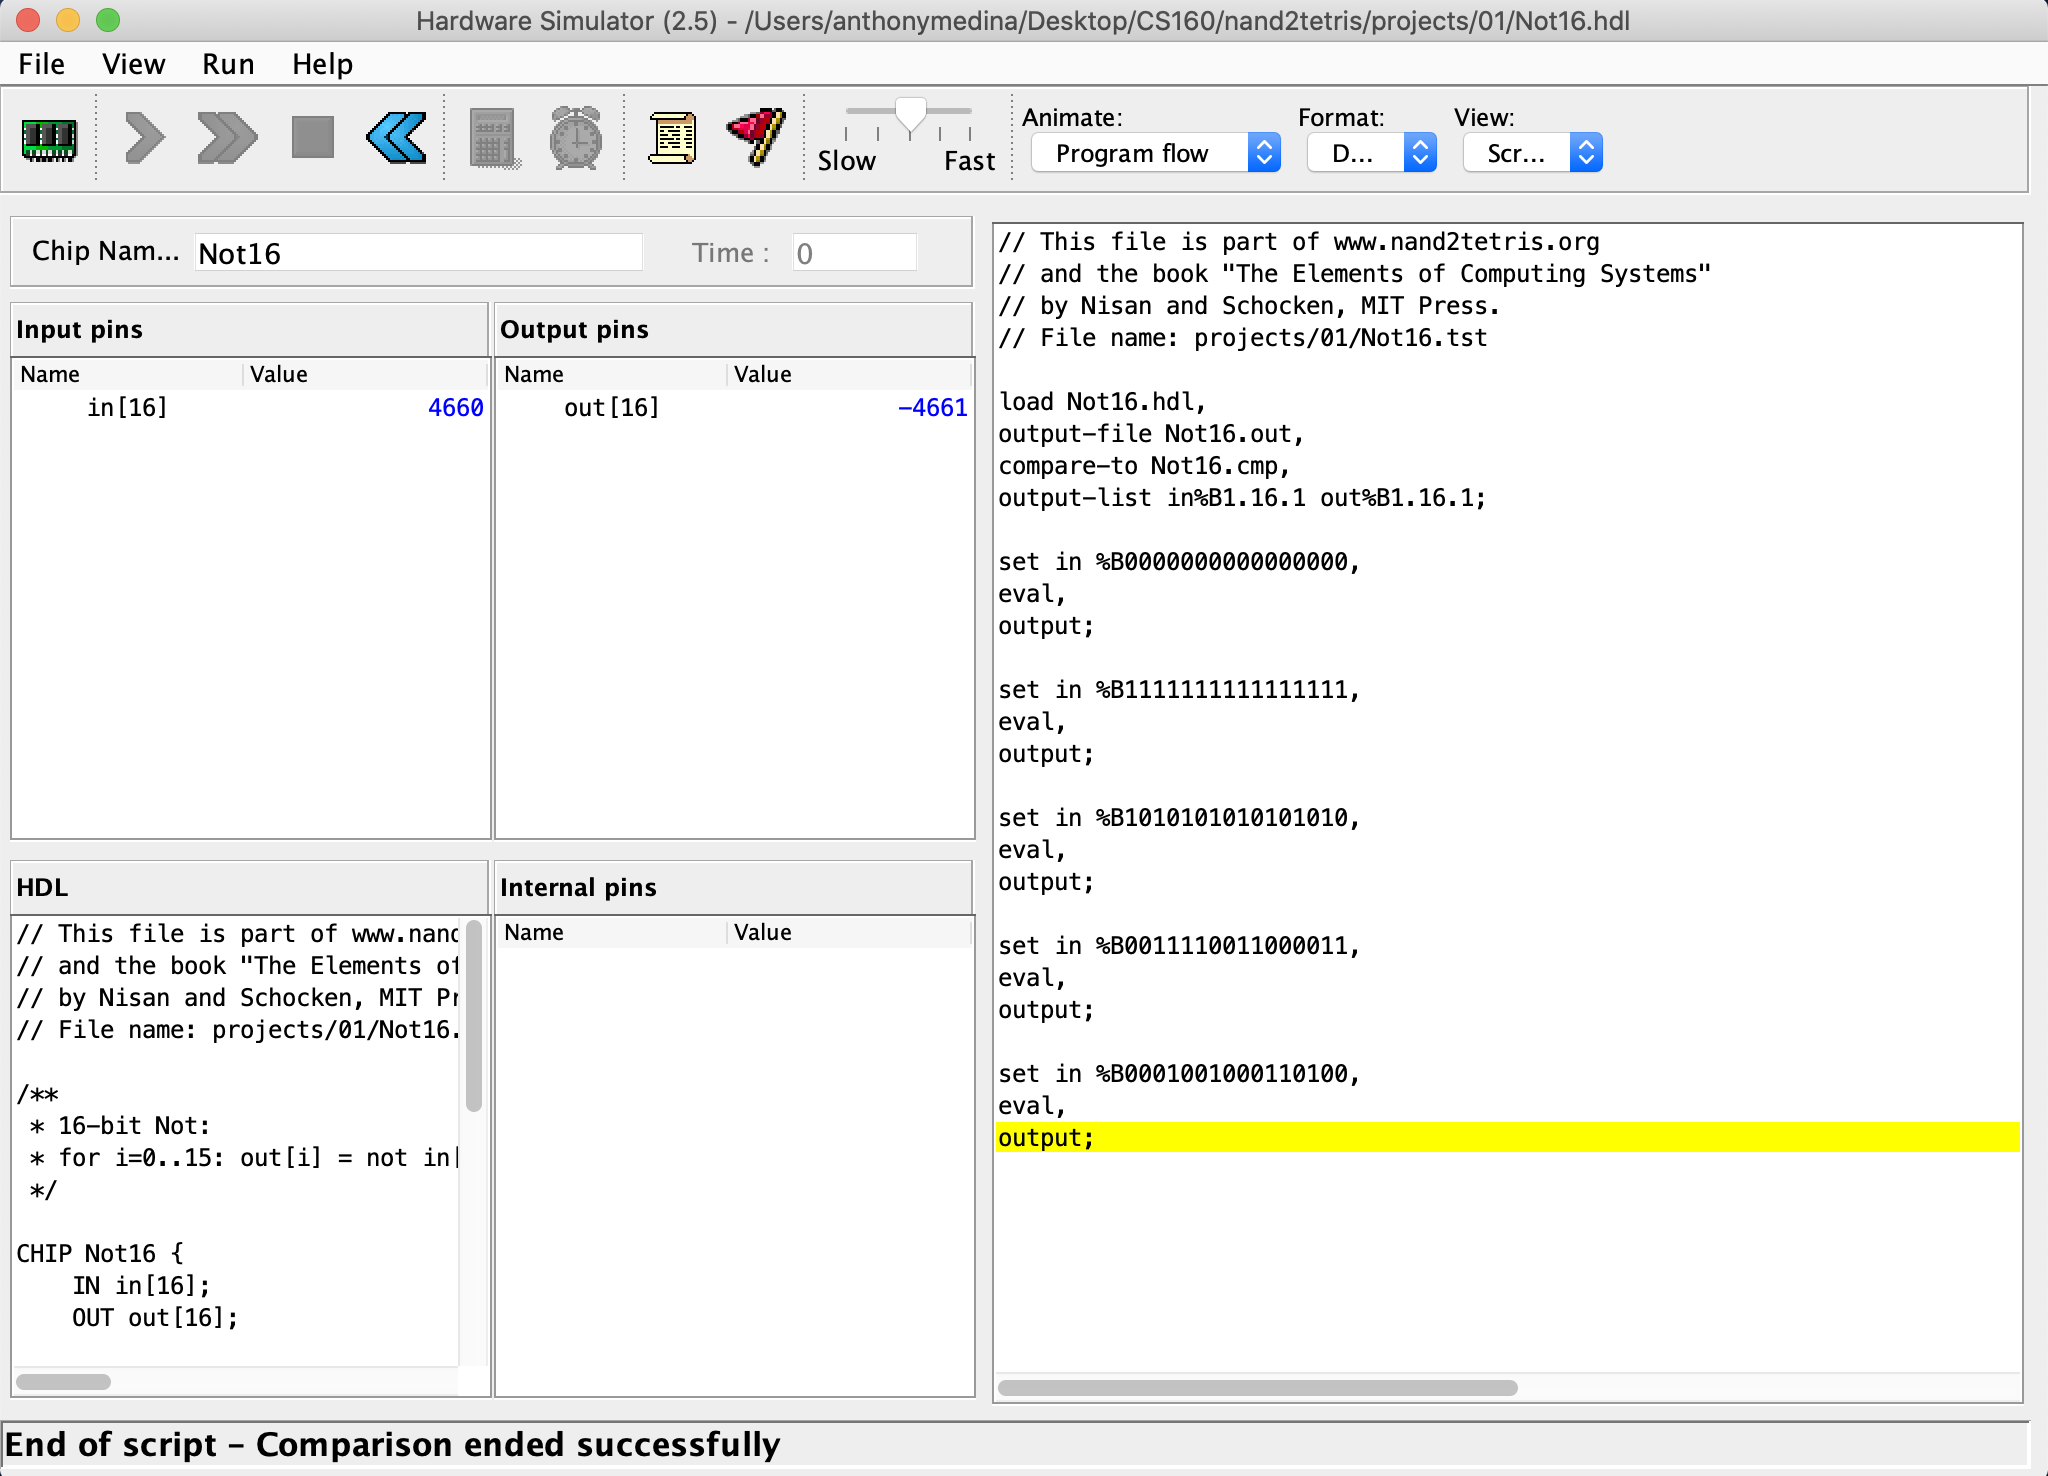 Hardware Simulator (2.5) - /Users/anthonymedina/Desktop/CS160/nand2tetris/projects/01/Not16.hdl
File View Run Help
Slow Fast
Animate: Format: View:
Program flow D... Scr...
Chip Nam... Not16 Time : 0
Input pins
Name Value
in[16] 4660
Output pins
Name Value
out[16] -4661
HDL
// This file is part of www.nand
// and the book "The Elements of
// by Nisan and Schocken, MIT Pr
// File name: projects/01/Not16.
/**
* 16-bit Not:
* for i=0..15: out[i] = not in[
*/
CHIP Not16 {
IN in[16];
OUT out[16];
Internal pins
Name Value
// This file is part of www.nand2tetris.org
// and the book "The Elements of Computing Systems"
// by Nisan and Schocken, MIT Press.
// File name: projects/01/Not16.tst
load Not16.hdl,
output-file Not16.out,
compare-to Not16.cmp,
output-list in%B1.16.1 out%B1.16.1;
set in %B0000000000000000,
eval,
output;
set in %B1111111111111111,
eval,
output;
set in %B1010101010101010,
eval,
output;
set in %B0011110011000011,
eval,
output;
set in %B0001001000110100,
eval,
output;
End of script - Comparison ended successfully